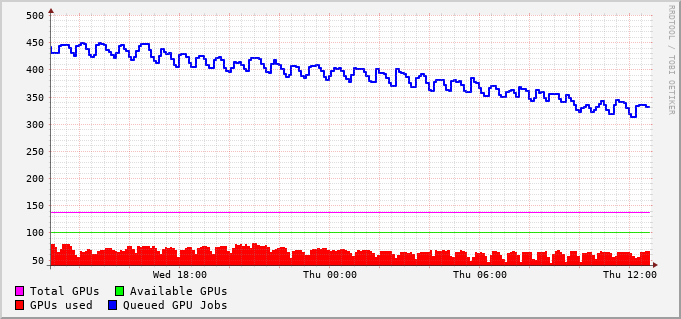 500
450
400
350
300
250
200
150
100
50
Wed 18:00 Thu 00:00 Thu 06:00 Thu 12:00
Total GPUs Available GPUs
GPUs used Queued GPU Jobs
RRDTOOL / TOBI OETIKER